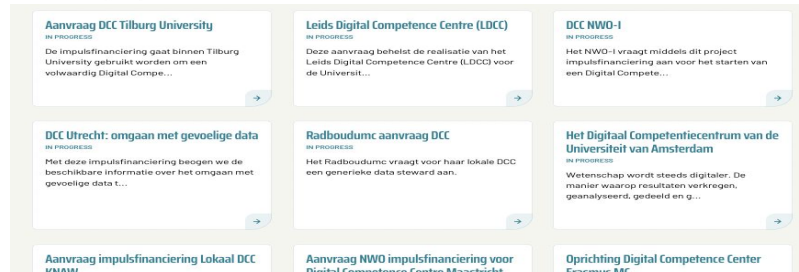 Aanvraag DCC Tilburg University
IN PROGRESS
De impulsfinanciering gaat binnen Tilburg
University gebruikt worden om een
volwaardig Digital Compe...
Leids Digital Competence Centre (LDCC)
IN PROGRESS
Deze aanvraag behelst de realisatie van het
Leids Digital Competence Centre (LDCC) voor
de Universit...
DCC NWO-I
IN PROGRESS
Het NWO-I vraagt middels dit project
impulsfinanciering aan voor het starten van
een Digital Compete...
DCC Utrecht: omgaan met gevoelige data
IN PROGRESS
Met deze impulsfinanciering beogen we de
beschikbare informatie over het omgaan met
gevoelige data t...
Radboudumc aanvraag DCC
IN PROGRESS
Het Radboudumc vraagt voor haar lokale DCC
een generieke data steward aan.
Het Digitaal Competentiecentrum van de
Universiteit van Amsterdam
IN PROGRESS
Wetenschap wordt steeds digitaler. De
manier waarop resultaten verkregen,
geanalyseerd, gedeeld en g...
Aanvraag impulsfinanciering Lokaal DCC
KNAW
Aanvraag NWO impulsfinanciering voor
Digital Competence Centre Maastricht
Oprichting Digital Competence Center
Erasmus MC